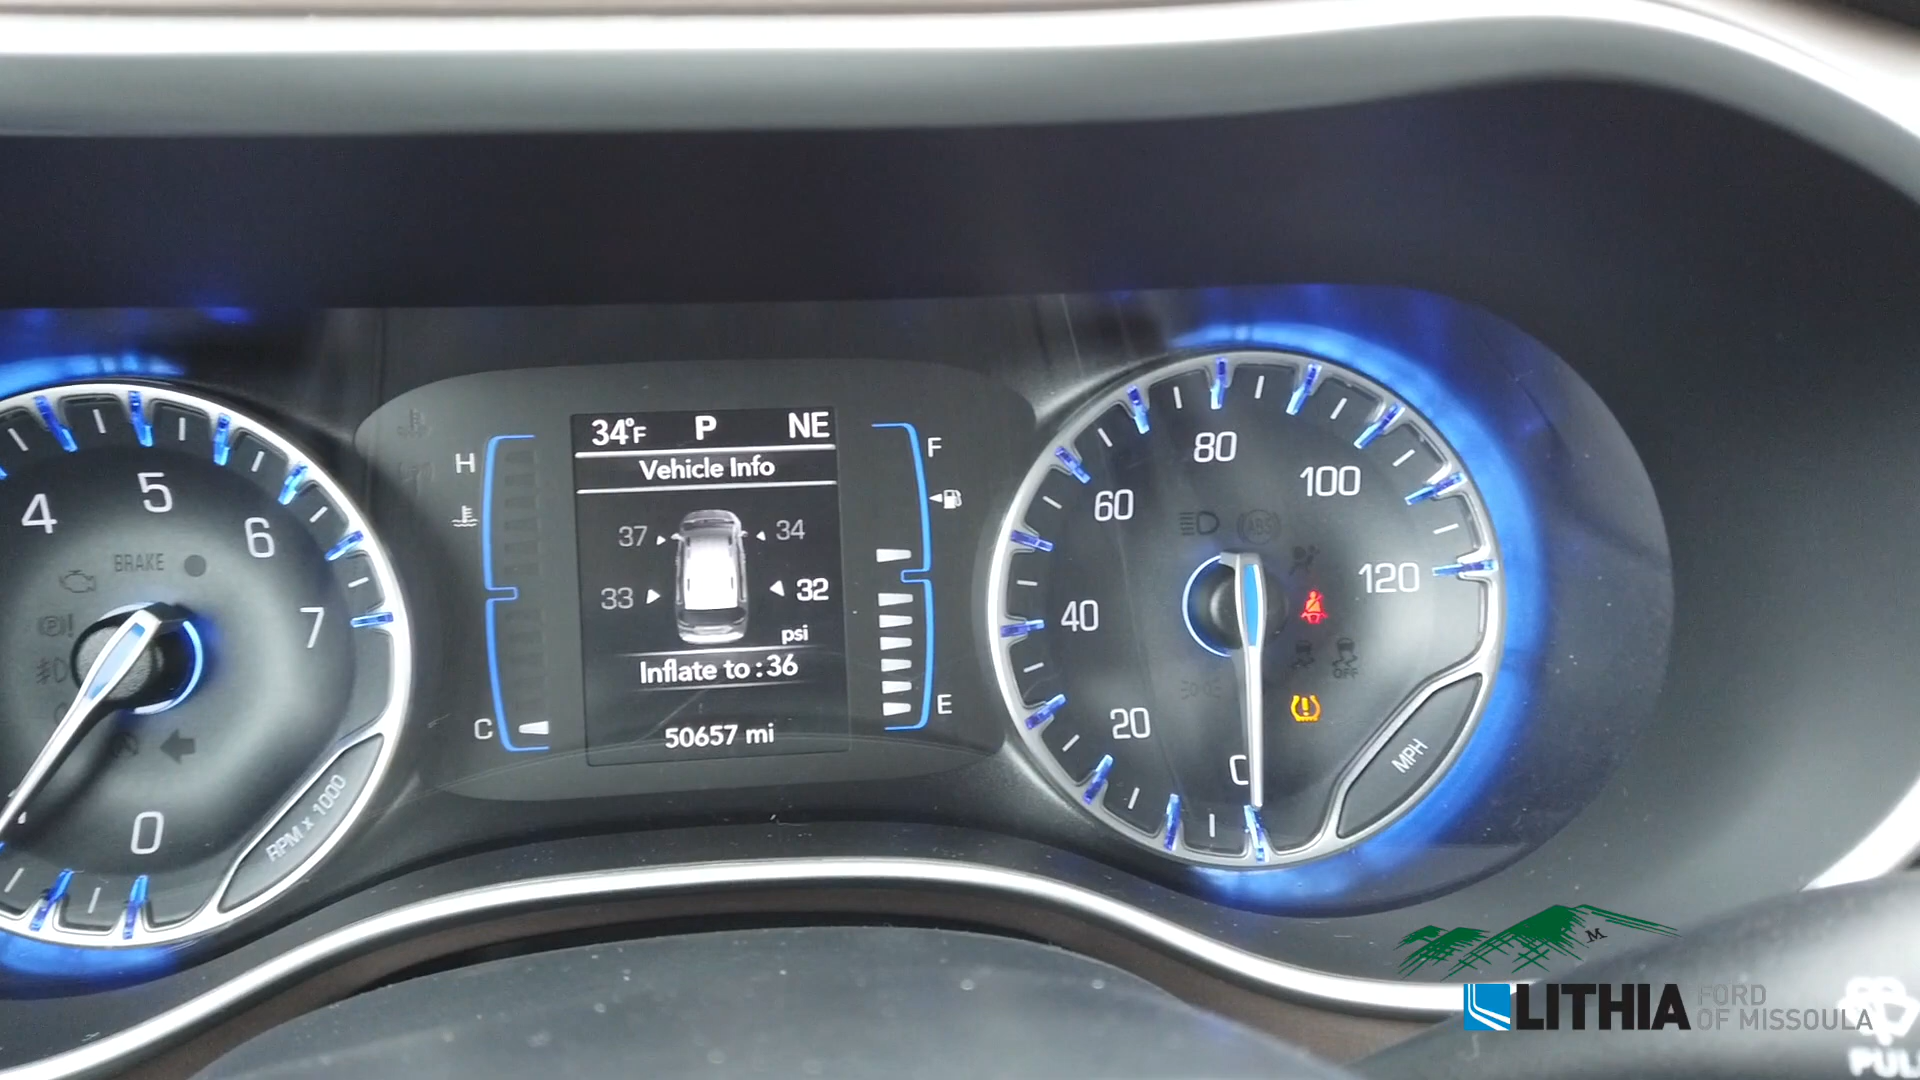 34°F P NE
Vehicle Info
37 34
33 32
psi
Inflate to : 36
50657 mi
H
C
F
E
4
5
6
7
0
BRAKE
RPM x 1000
20
40
60
80
100
120
MPH
ABS
OFF
M
LITHIA FORD
OF MISSOULA